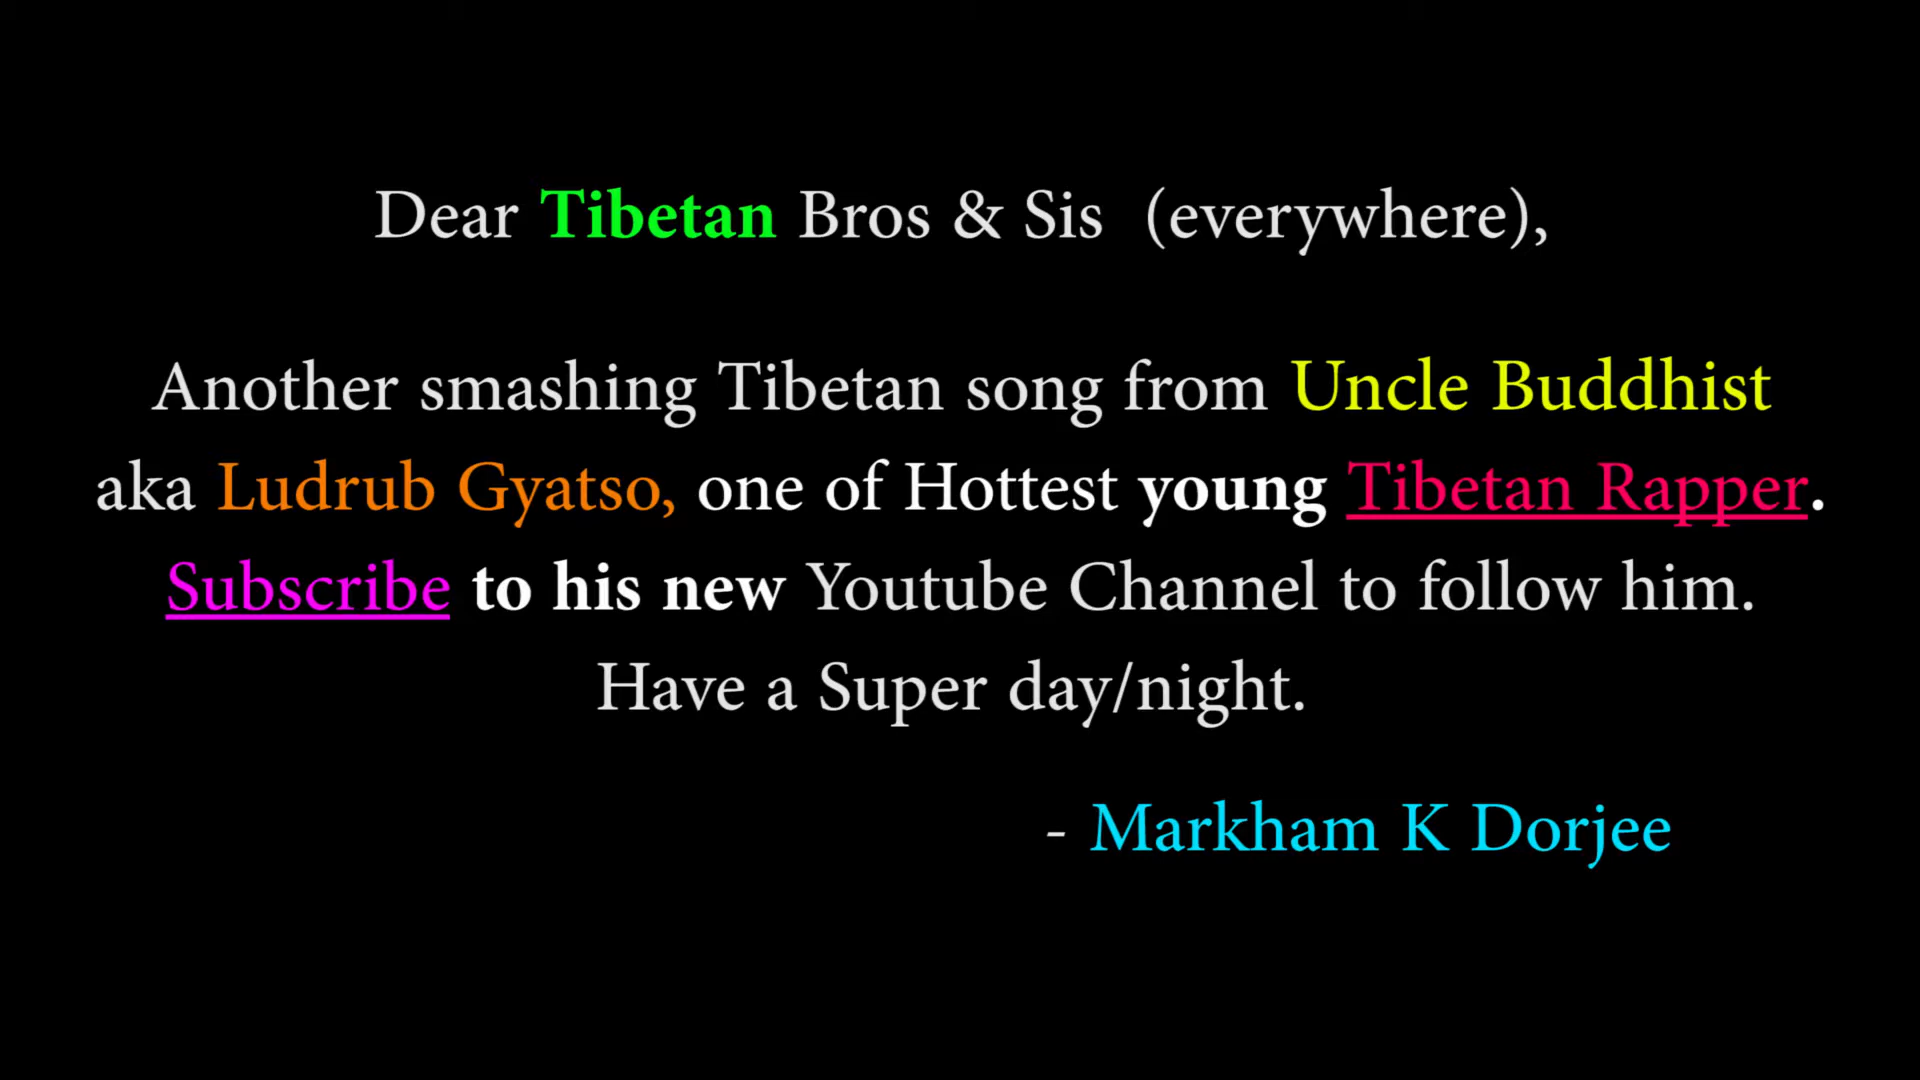 Dear Tibetan Bros & Sis (everywhere),
Another smashing Tibetan song from Uncle Buddhist
aka Ludrub Gyatso, one of Hottest young Tibetan Rapper.
Subscribe to his new Youtube Channel to follow him.
Have a Super day/night.
- Markham K Dorjee